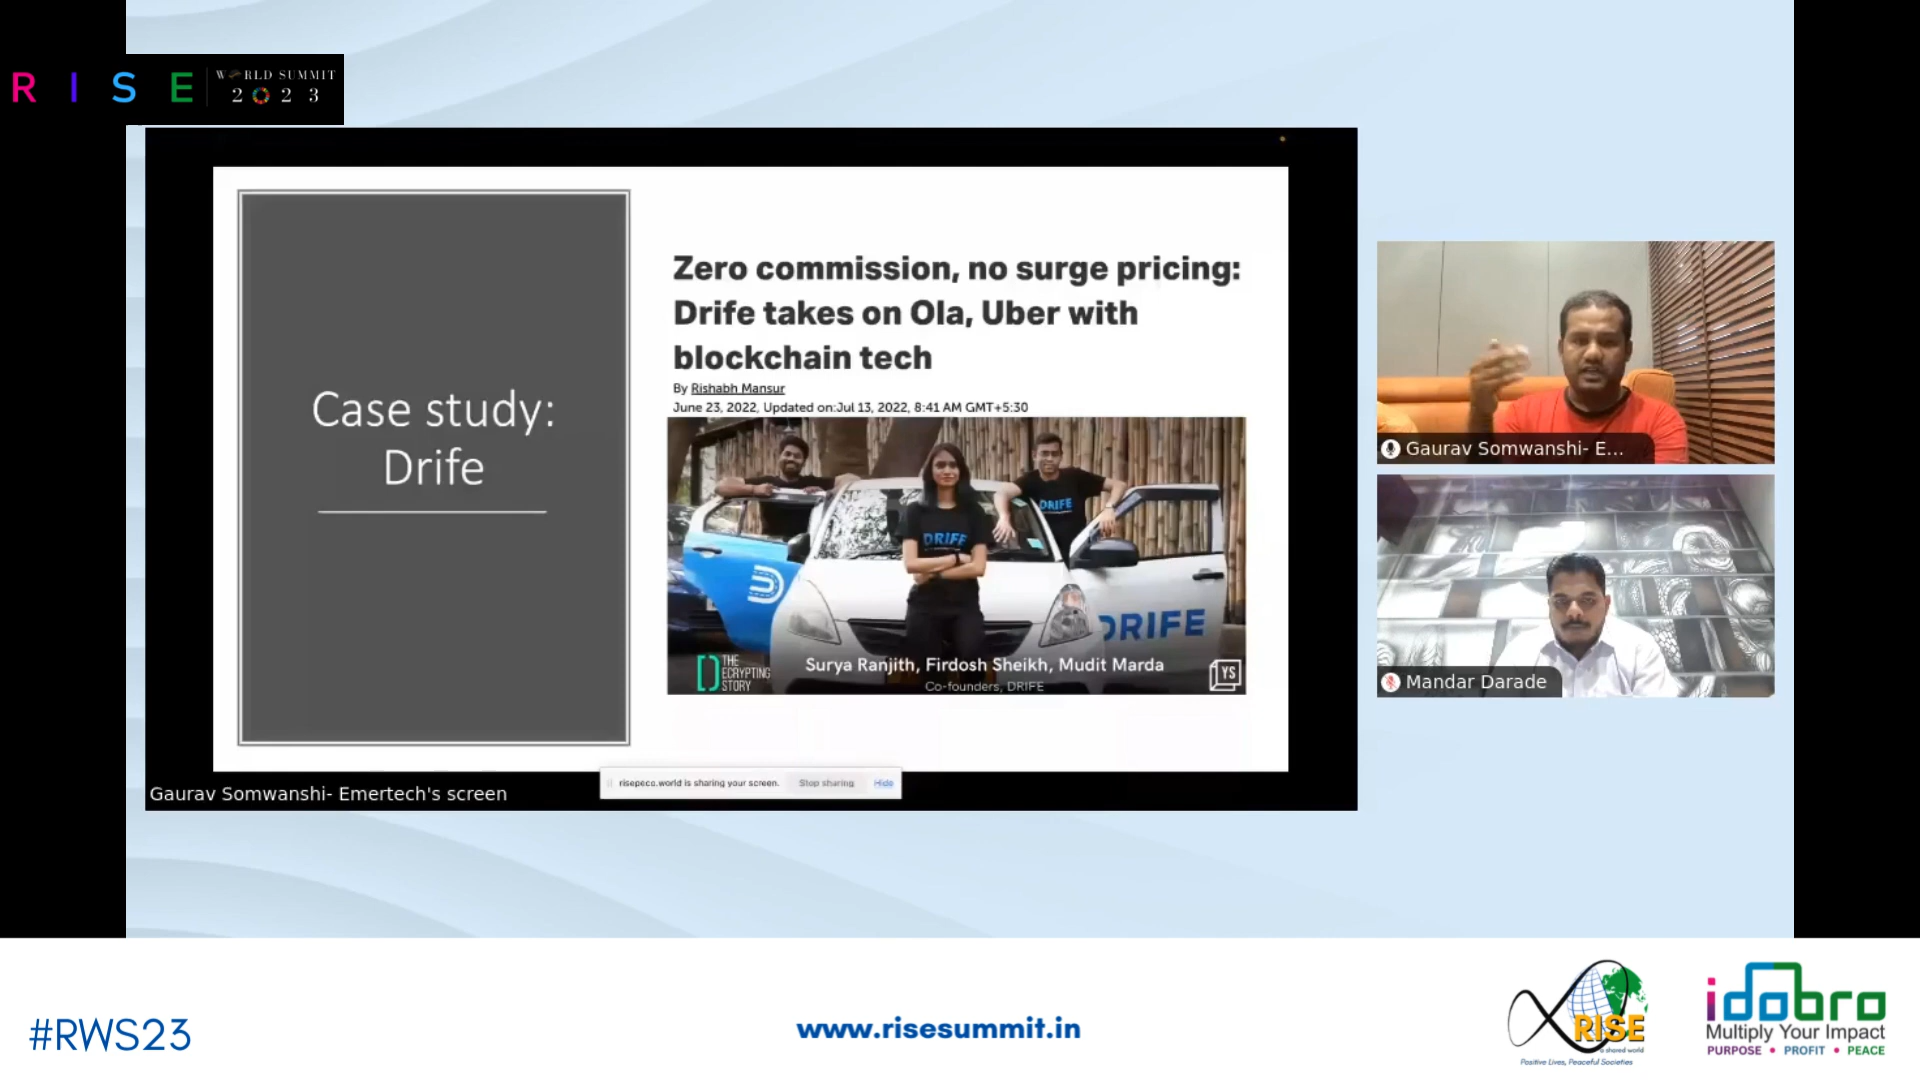 RISE
WORLD SUMMIT
2023
Case study:
Drife
Zero commission, no surge pricing:
Drife takes on Ola, Uber with
blockchain tech
By Rishabh Mansur
June 23, 2022, Updated on:Jul 13, 2022, 8:41 AM GMT+5:30
DRIFE
DRIFE
DRIFE
THE
DECRYPTING
STORY
Surya Ranjith, Firdosh Sheikh, Mudit Marda
Co-founders, DRIFE
YS
risepeco.world is sharing your screen.
Stop sharing
Hide
Gaurav Somwanshi- Emertech's screen
Gaurav Somwanshi- E...
Mandar Darade
#RWS23
www.risesummit.in
RISE
a shared world
Positive Lives, Peaceful Societies
idobro
Multiply Your Impact
PURPOSE • PROFIT • PEACE